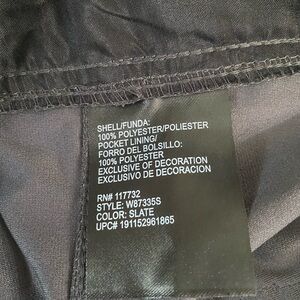 SHELL/FUNDA:
100% POLYESTER/POLIESTER
POCKET LINING/
FORRO DEL BOLSILLO:
100% POLYESTER
EXCLUSIVE OF DECORATION
EXCLUSIVO DE DECORACION
RN# 117732
STYLE: W87335S
COLOR: SLATE
UPC# 191152961865